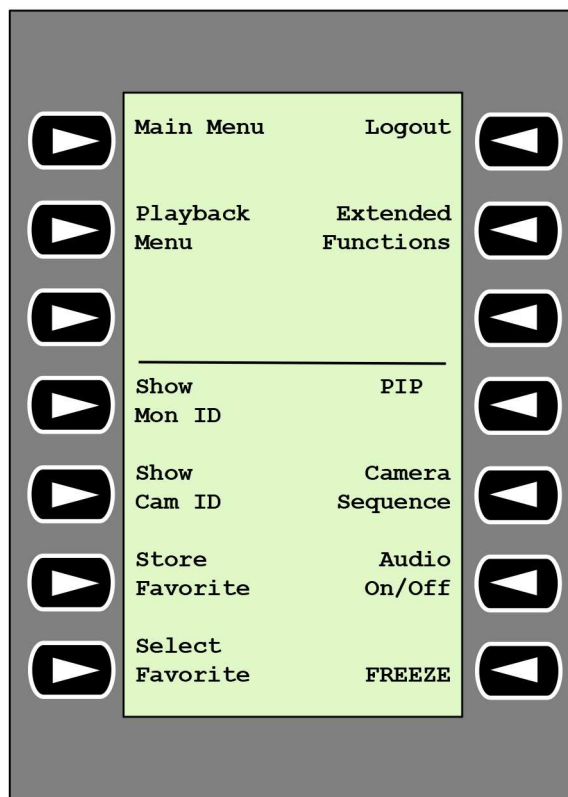 Main Menu Logout
Playback Extended
Menu Functions
Show PIP
Mon ID
Show Camera
Cam ID Sequence
Store Audio
Favorite On/Off
Select
Favorite FREEZE